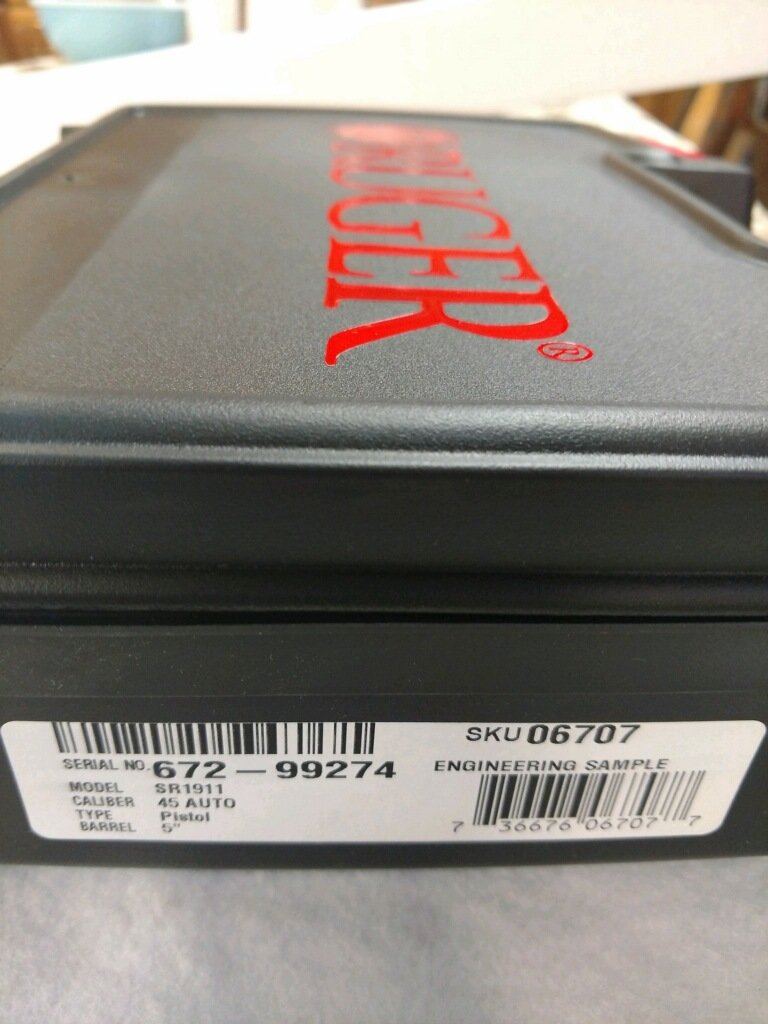 RUGER®
SKU 06707
SERIAL NO. 672-99274
ENGINEERING SAMPLE
MODEL SR1911
CALIBER 45 AUTO
TYPE Pistol
BARREL 5"
7 36676 06707 7